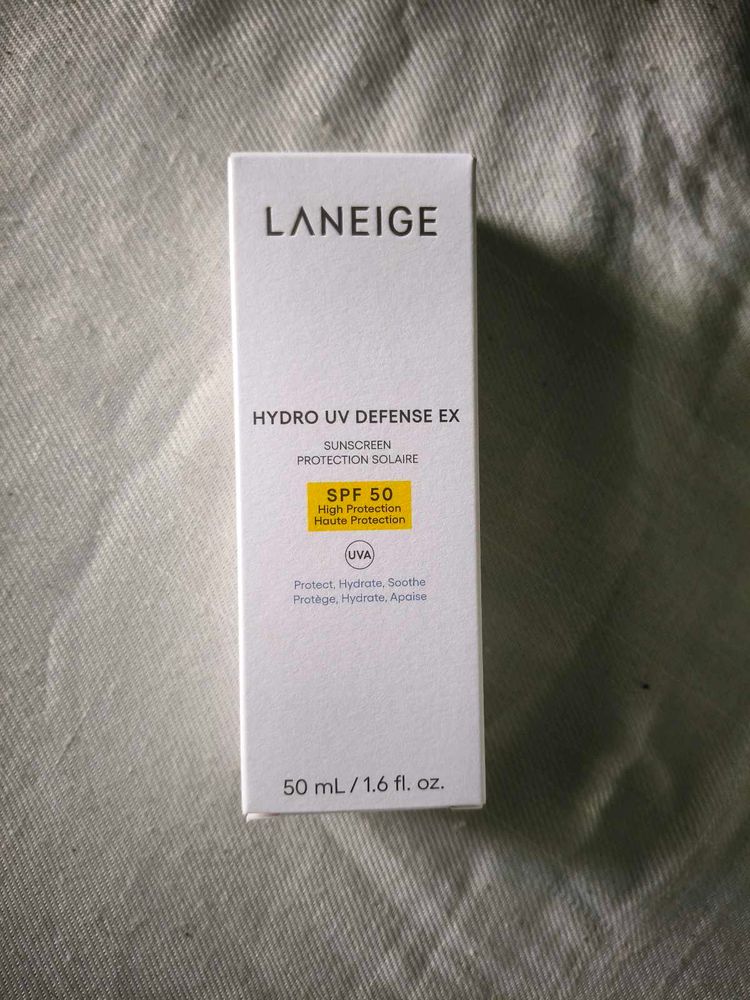 LANEIGE
HYDRO UV DEFENSE EX
SUNSCREEN
PROTECTION SOLAIRE
SPF 50
High Protection
Haute Protection
UVA
Protect, Hydrate, Soothe
Protège, Hydrate, Apaise
50 mL / 1.6 fl. oz.